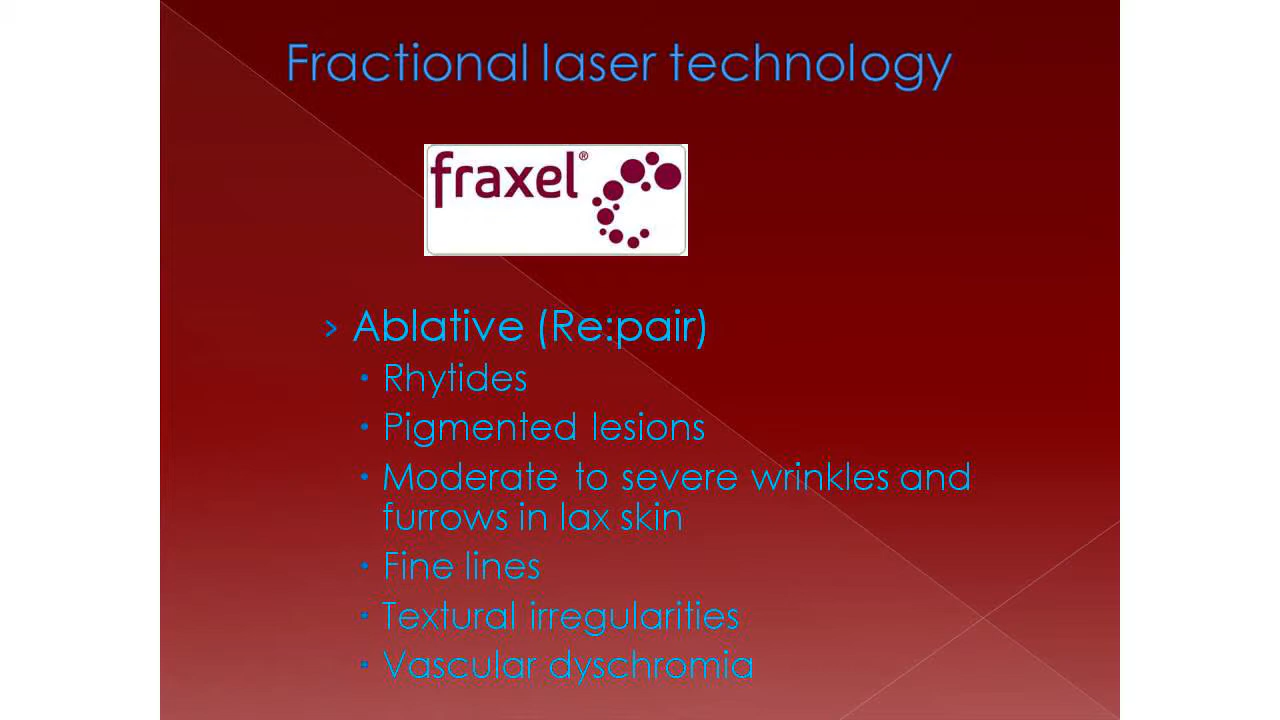 Fractional laser technology
fraxel®
› Ablative (Re:pair)
▪ Rhytides
▪ Pigmented lesions
▪ Moderate to severe wrinkles and
furrows in lax skin
▪ Fine lines
▪ Textural irregularities
▪ Vascular dyschromia